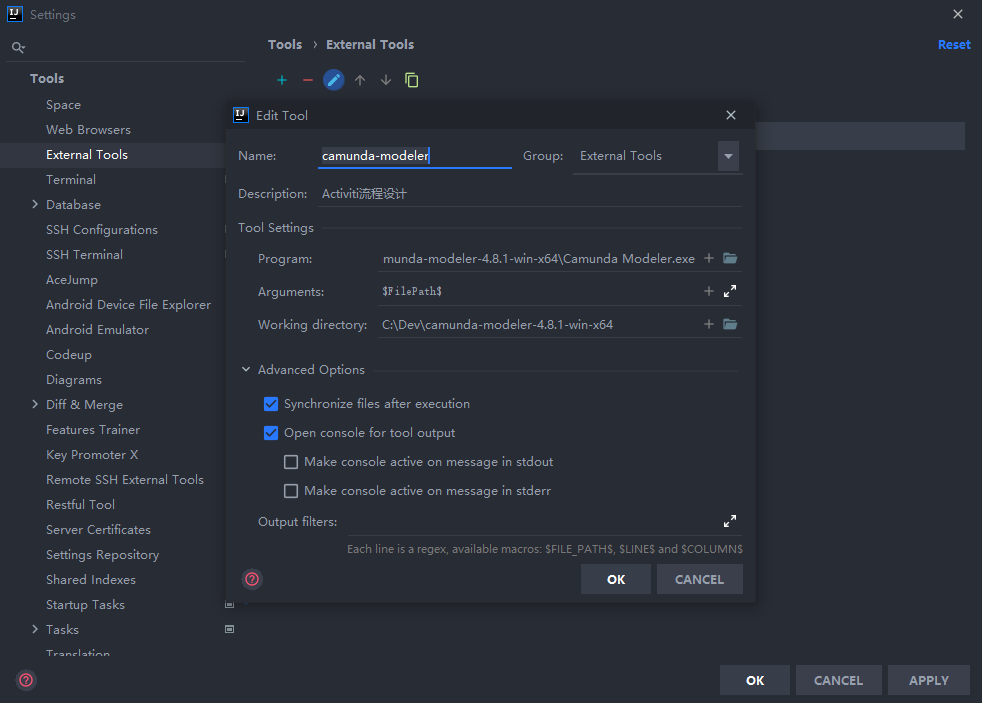 Settings
Tools › External Tools
Reset
Tools
Space
Web Browsers
External Tools
Terminal
Database
SSH Configurations
SSH Terminal
AceJump
Android Device File Explorer
Android Emulator
Codeup
Diagrams
Diff & Merge
Features Trainer
Key Promoter X
Remote SSH External Tools
Restful Tool
Server Certificates
Settings Repository
Shared Indexes
Startup Tasks
Tasks
Translation
Edit Tool
Name: camunda-modeler Group: External Tools
Description: Activiti流程设计
Tool Settings
Program: munda-modeler-4.8.1-win-x64\Camunda Modeler.exe
Arguments: $FilePath$
Working directory: C:\Dev\camunda-modeler-4.8.1-win-x64
Advanced Options
Synchronize files after execution
Open console for tool output
Make console active on message in stdout
Make console active on message in stderr
Output filters:
Each line is a regex, available macros: $FILE_PATH$, $LINE$ and $COLUMN$
OK CANCEL
OK CANCEL APPLY